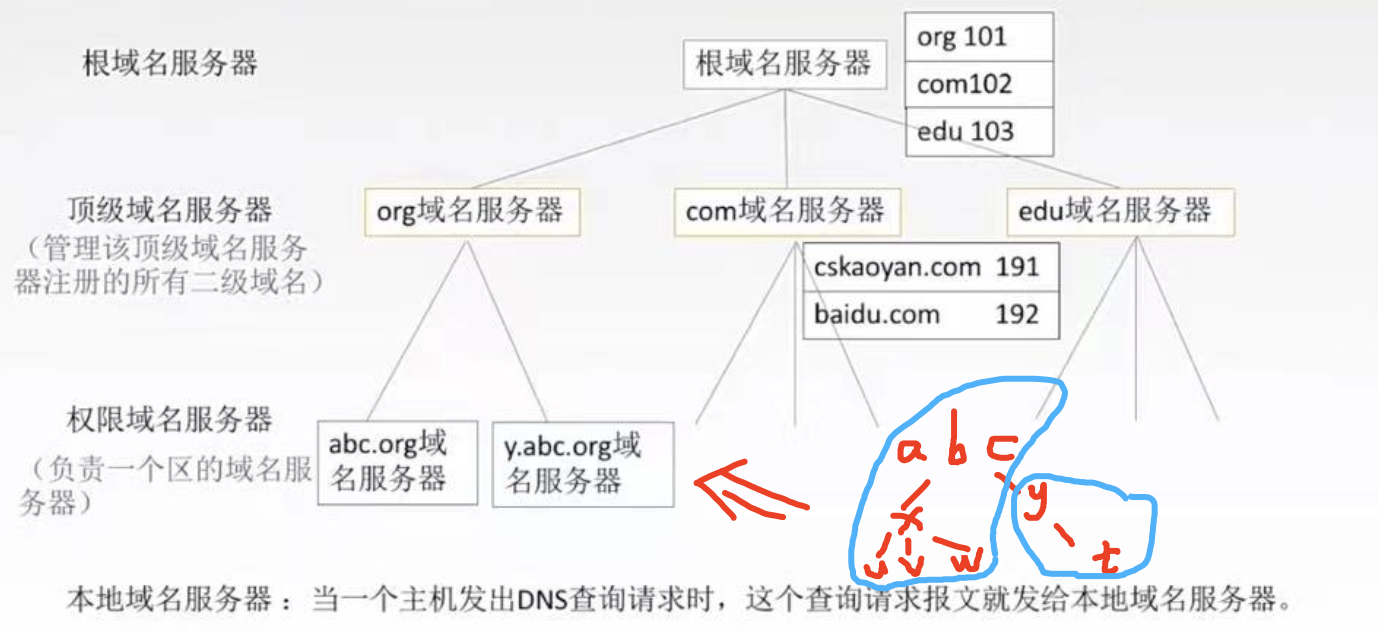 根域名服务器
根域名服务器
org 101
com102
edu 103
顶级域名服务器
（管理该顶级域名服务
器注册的所有二级域名）
org域名服务器
com域名服务器
edu域名服务器
cskaoyan.com 191
baidu.com 192
权限域名服务器
（负责一个区的域名服
务器）
abc.org域
名服务器
y.abc.org域
名服务器
a b c
x y
u v w t
本地域名服务器 ：当一个主机发出DNS查询请求时，这个查询请求报文就发给本地域名服务器。